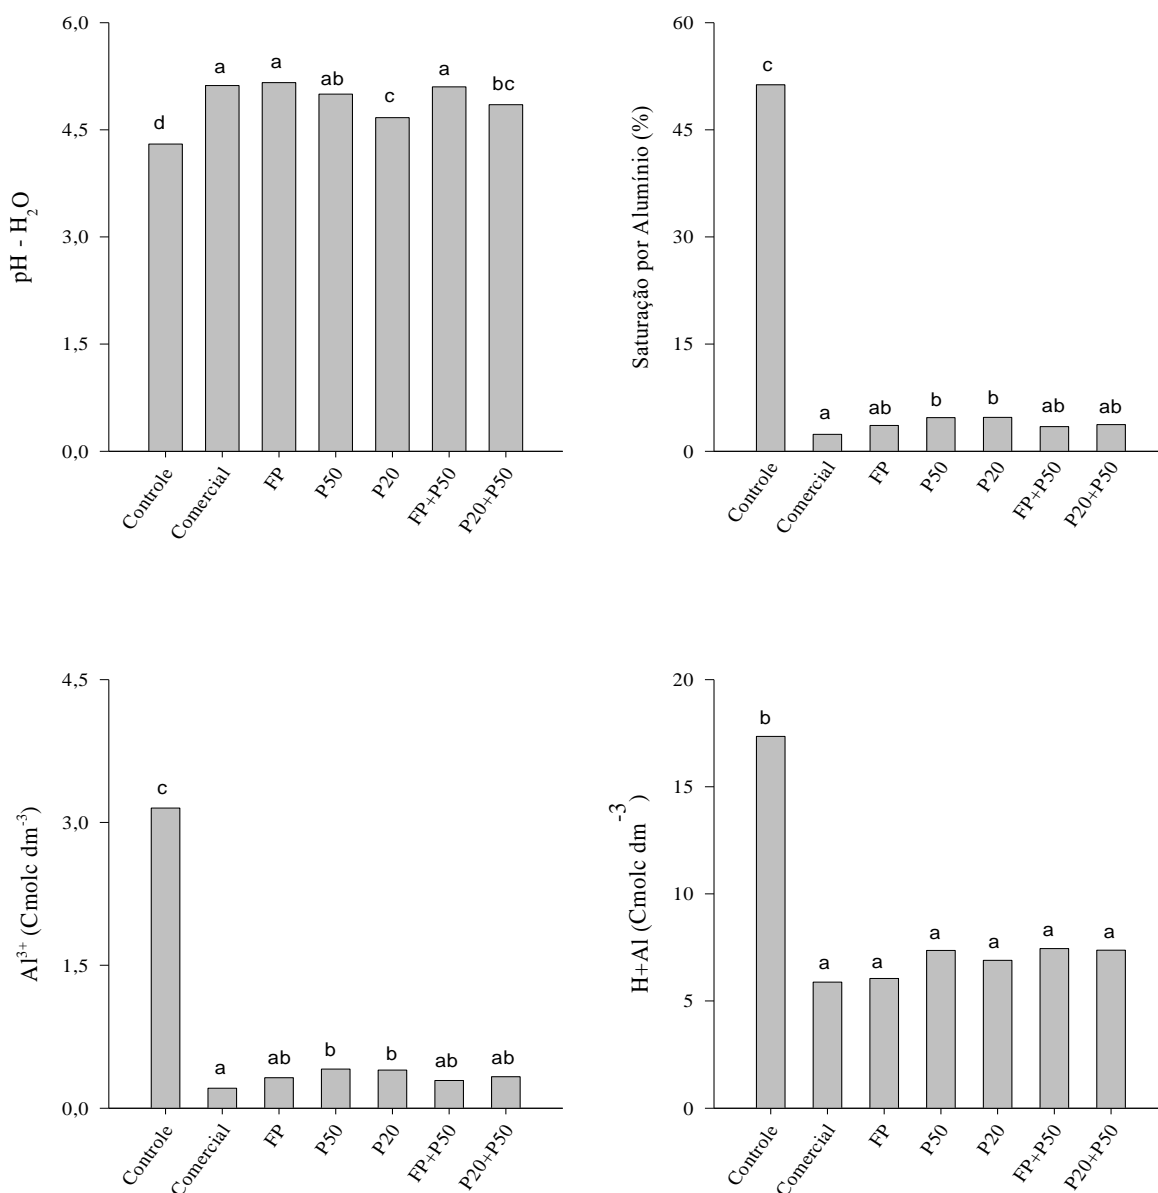 6,0
4,5
3,0
1,5
0,0
pH - H₂O
d
a
a
ab
c
a
bc
Controle
Comercial
FP
P50
P20
FP+P50
P20+P50
60
45
30
15
0
Saturação por Alumínio (%)
c
a
ab
b
b
ab
ab
Controle
Comercial
FP
P50
P20
FP+P50
P20+P50
4,5
3,0
1,5
0,0
Al³⁺ (Cmolc dm⁻³)
c
a
ab
b
b
ab
ab
Controle
Comercial
FP
P50
P20
FP+P50
P20+P50
20
15
10
5
0
H+Al (Cmolc dm⁻³)
b
a
a
a
a
a
a
Controle
Comercial
FP
P50
P20
FP+P50
P20+P50